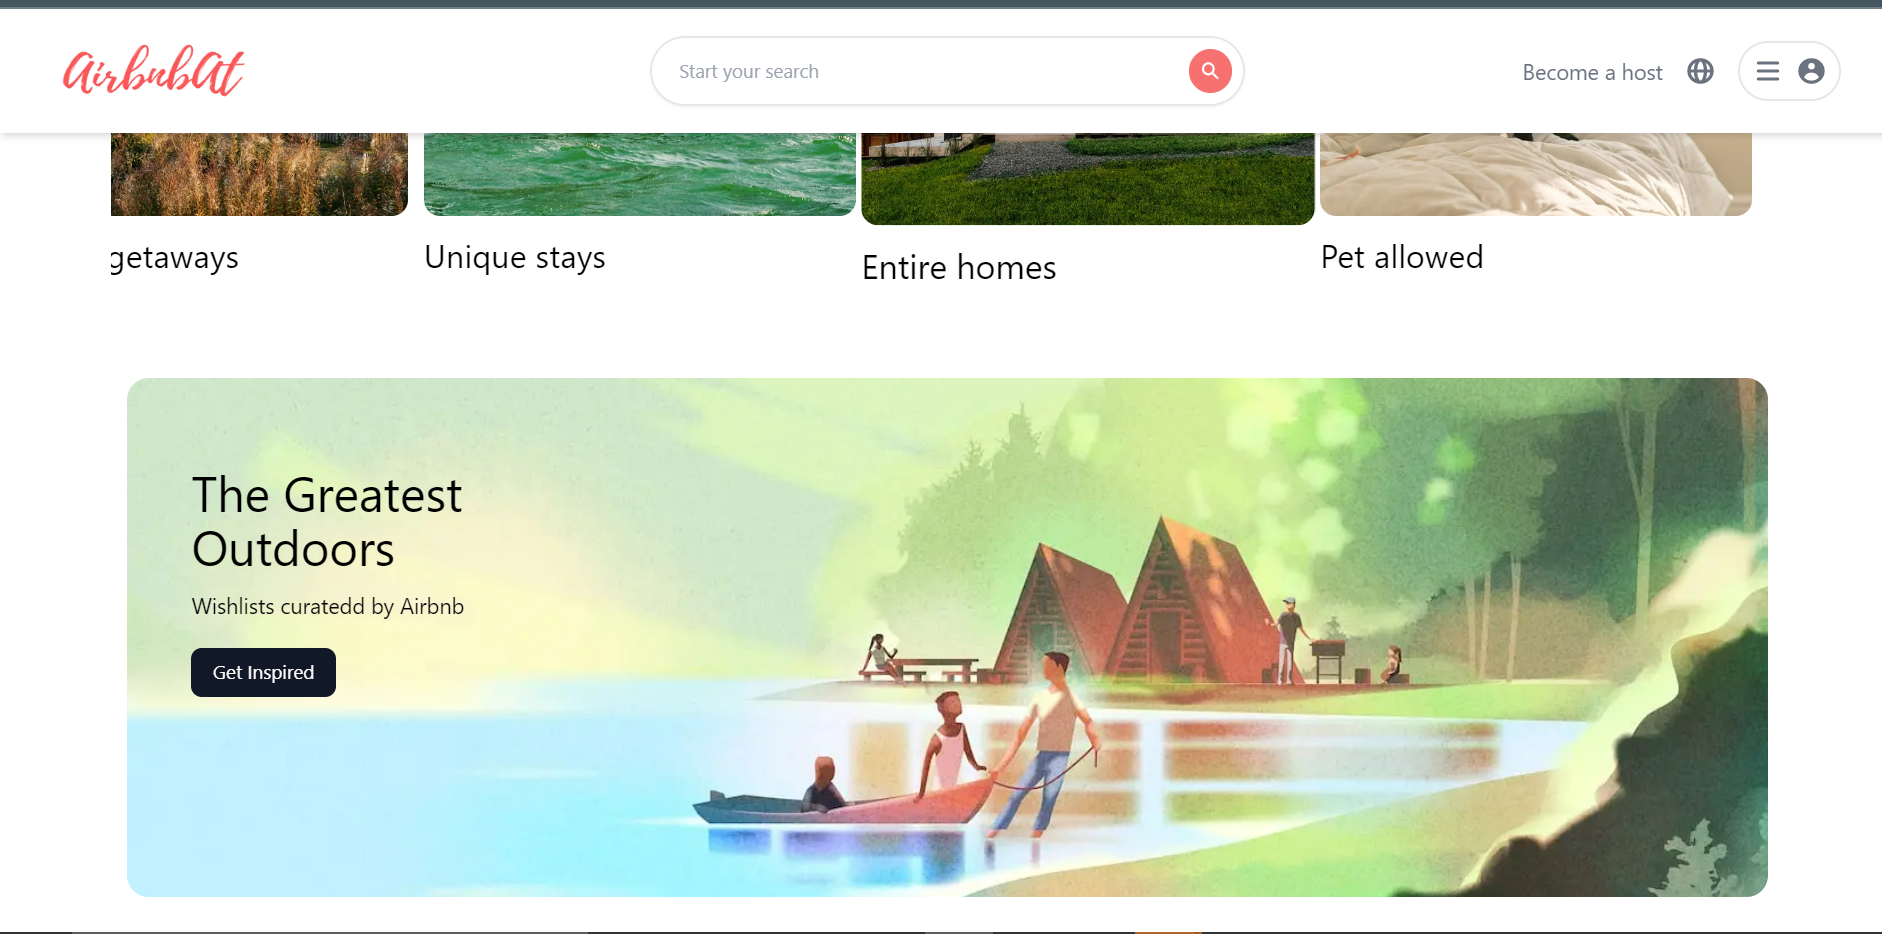 AirbnbAt
Start your search
Become a host
getaways
Unique stays
Entire homes
Pet allowed
The Greatest
Outdoors
Wishlists curatedd by Airbnb
Get Inspired